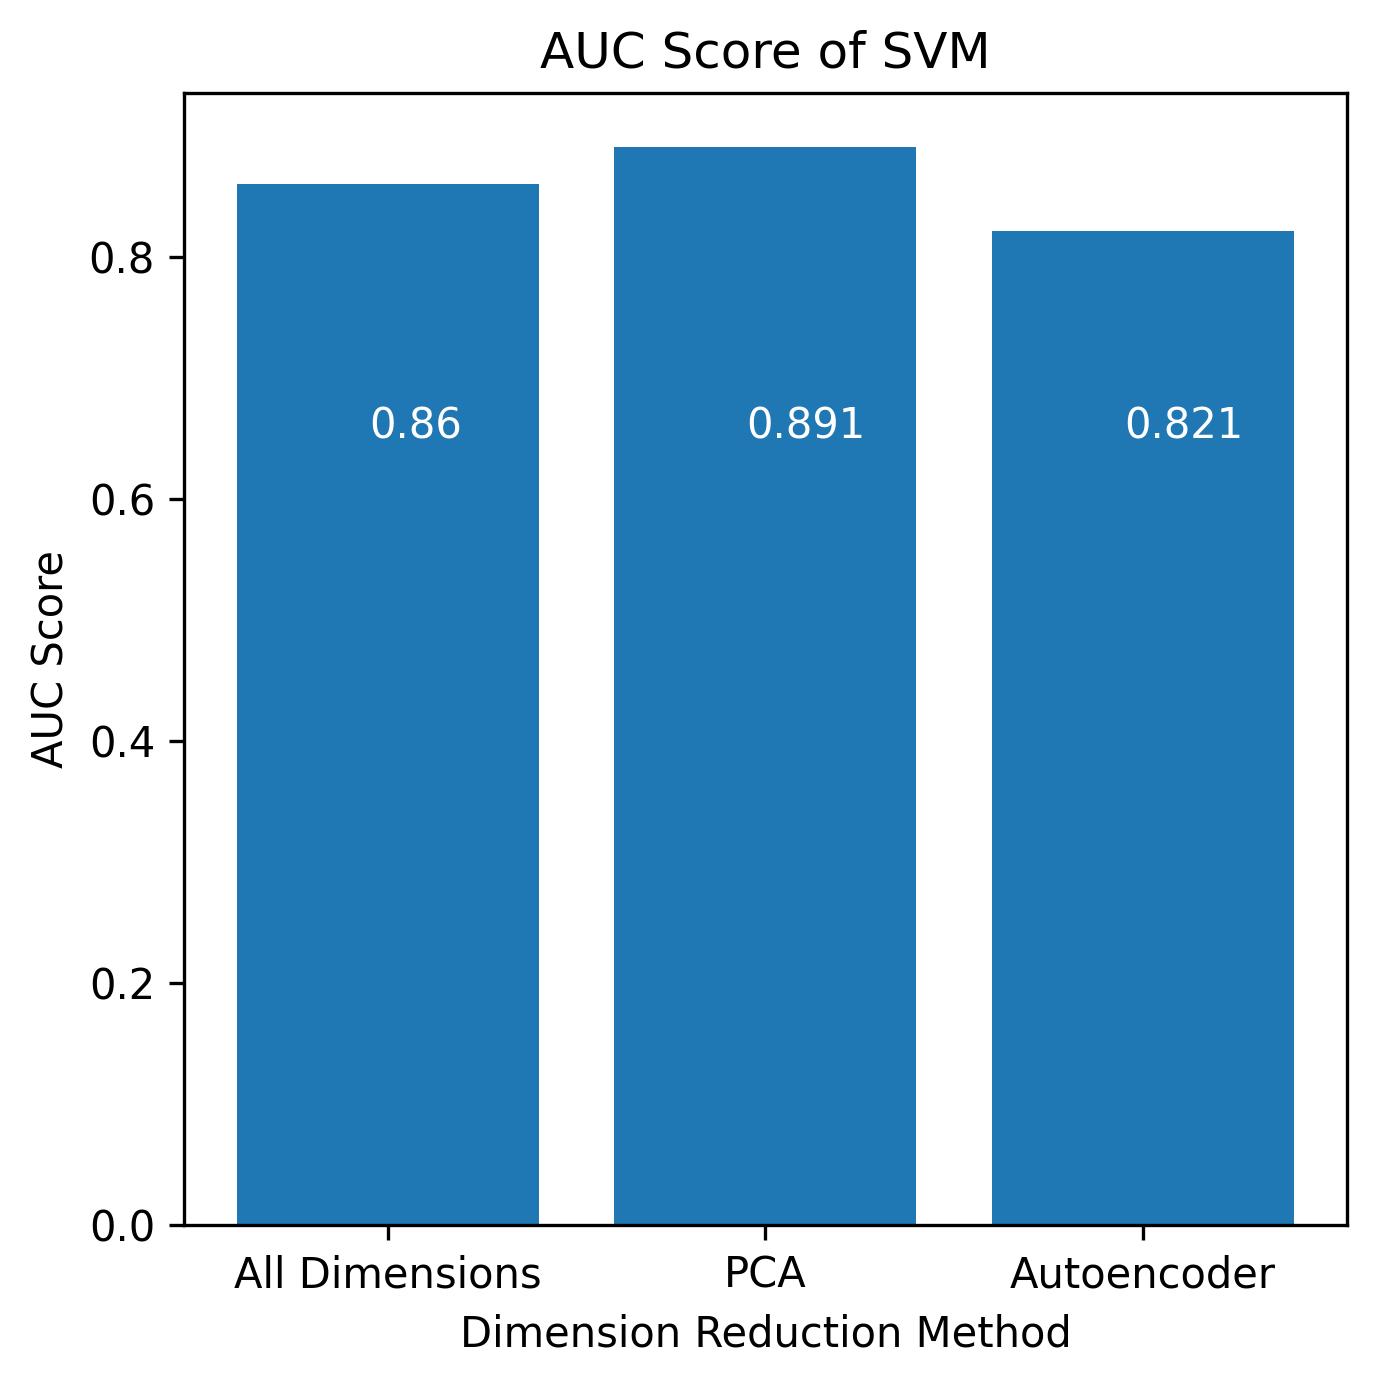 AUC Score of SVM
AUC Score
0.8
0.6
0.4
0.2
0.0
0.86
0.891
0.821
All Dimensions
PCA
Autoencoder
Dimension Reduction Method